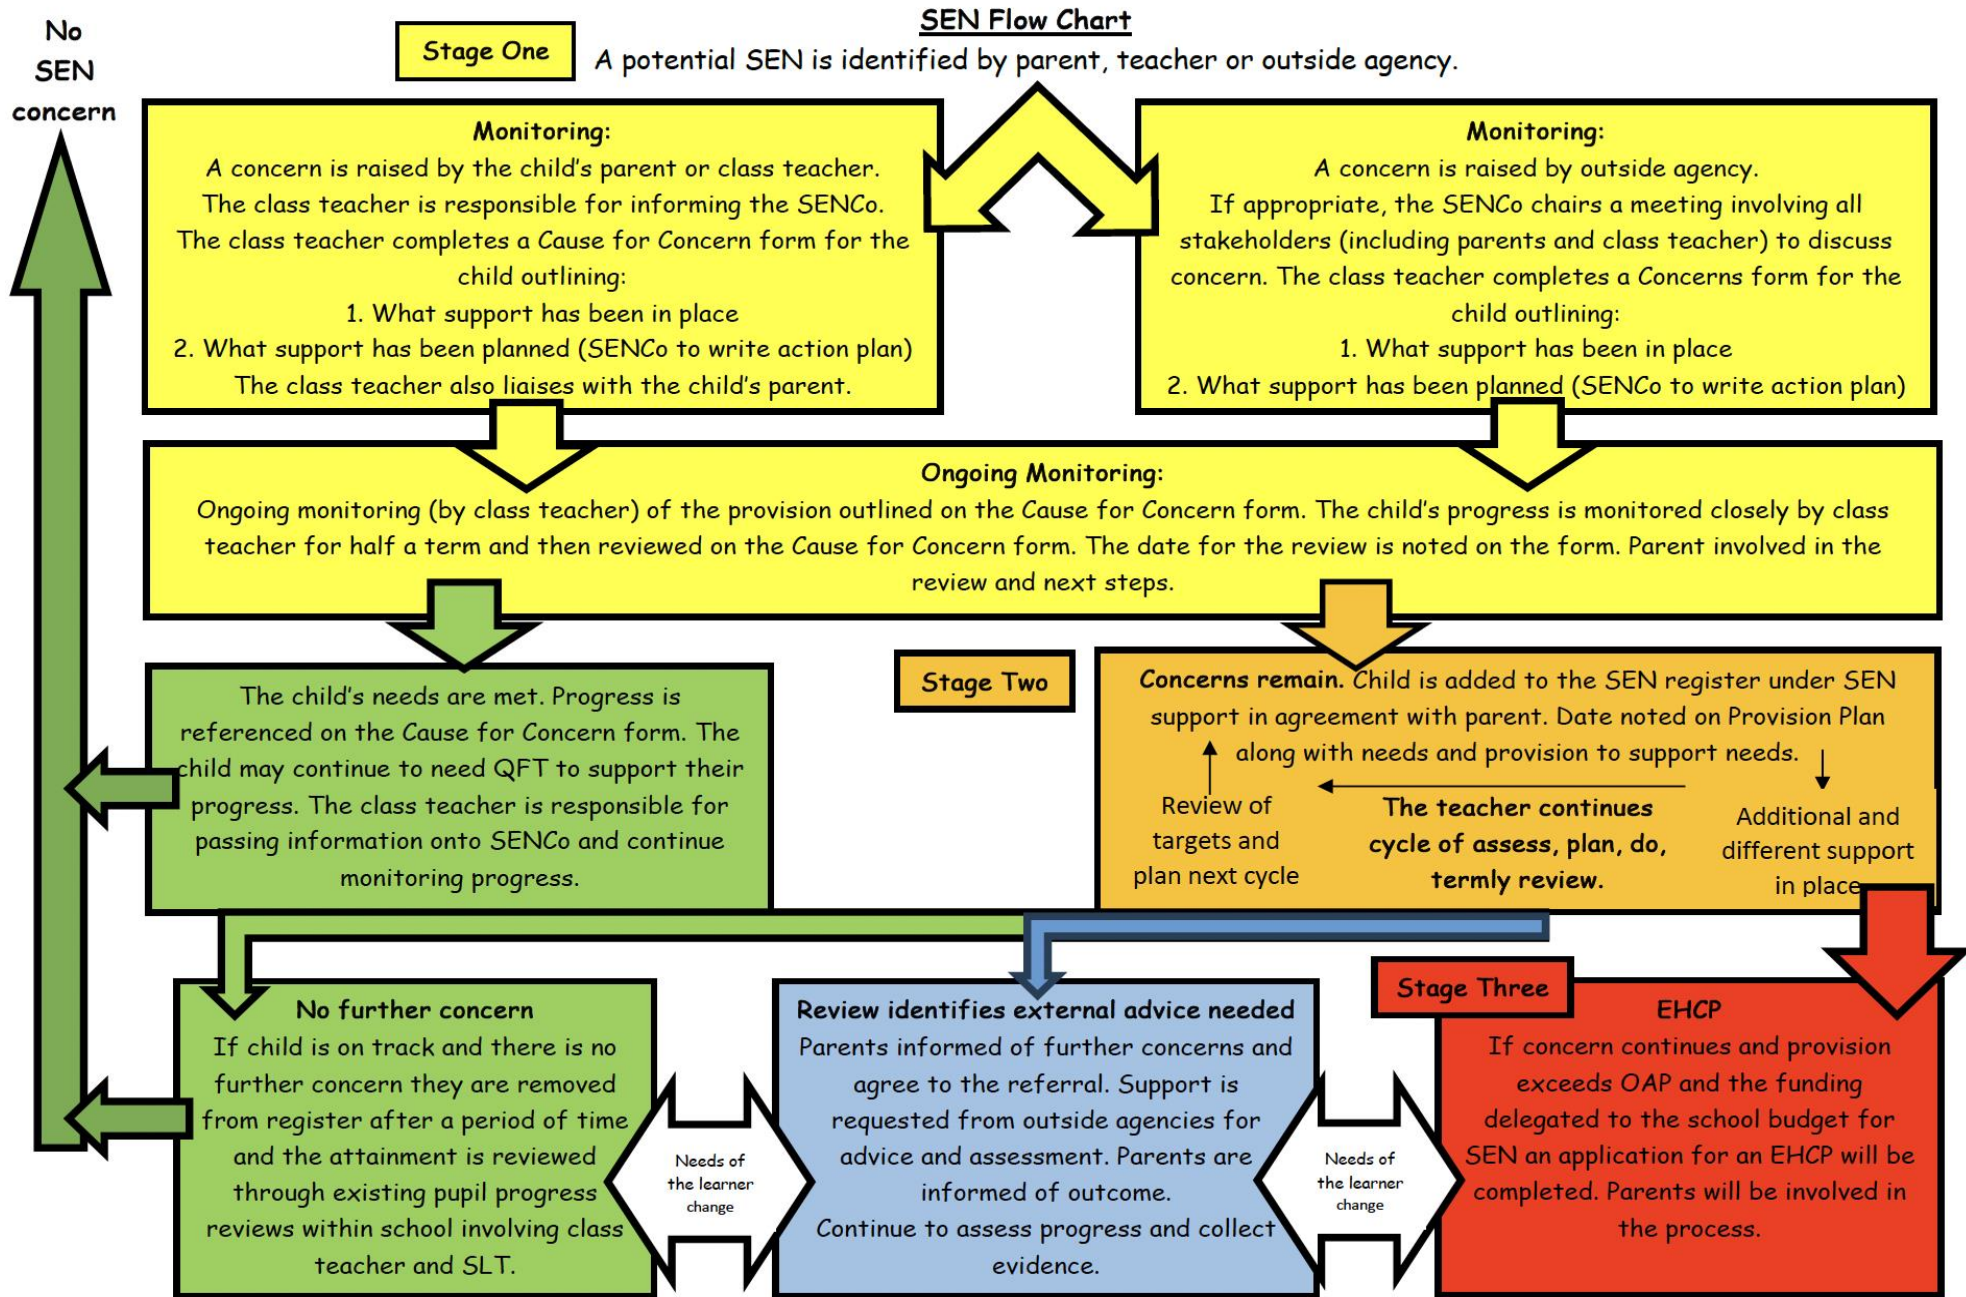 SEN Flow Chart
No
SEN
concern
Stage One
A potential SEN is identified by parent, teacher or outside agency.
Monitoring:
A concern is raised by the child's parent or class teacher.
The class teacher is responsible for informing the SENCo.
The class teacher completes a Cause for Concern form for the
child outlining:
1. What support has been in place
2. What support has been planned (SENCo to write action plan)
The class teacher also liaises with the child's parent.
Monitoring:
A concern is raised by outside agency.
If appropriate, the SENCo chairs a meeting involving all
stakeholders (including parents and class teacher) to discuss
concern. The class teacher completes a Concerns form for the
child outlining:
1. What support has been in place
2. What support has been planned (SENCo to write action plan)
Ongoing Monitoring:
Ongoing monitoring (by class teacher) of the provision outlined on the Cause for Concern form. The child's progress is monitored closely by class
teacher for half a term and then reviewed on the Cause for Concern form. The date for the review is noted on the form. Parent involved in the
review and next steps.
The child's needs are met. Progress is
referenced on the Cause for Concern form. The
child may continue to need QFT to support their
progress. The class teacher is responsible for
passing information onto SENCo and continue
monitoring progress.
Stage Two
Concerns remain. Child is added to the SEN register under SEN
support in agreement with parent. Date noted on Provision Plan
along with needs and provision to support needs.
Review of
targets and
plan next cycle
The teacher continues
cycle of assess, plan, do,
termly review.
Additional and
different support
in place
No further concern
If child is on track and there is no
further concern they are removed
from register after a period of time
and the attainment is reviewed
through existing pupil progress
reviews within school involving class
teacher and SLT.
Needs of
the learner
change
Review identifies external advice needed
Parents informed of further concerns and
agree to the referral. Support is
requested from outside agencies for
advice and assessment. Parents are
informed of outcome.
Continue to assess progress and collect
evidence.
Needs of
the learner
change
Stage Three
EHCP
If concern continues and provision
exceeds OAP and the funding
delegated to the school budget for
SEN an application for an EHCP will be
completed. Parents will be involved in
the process.